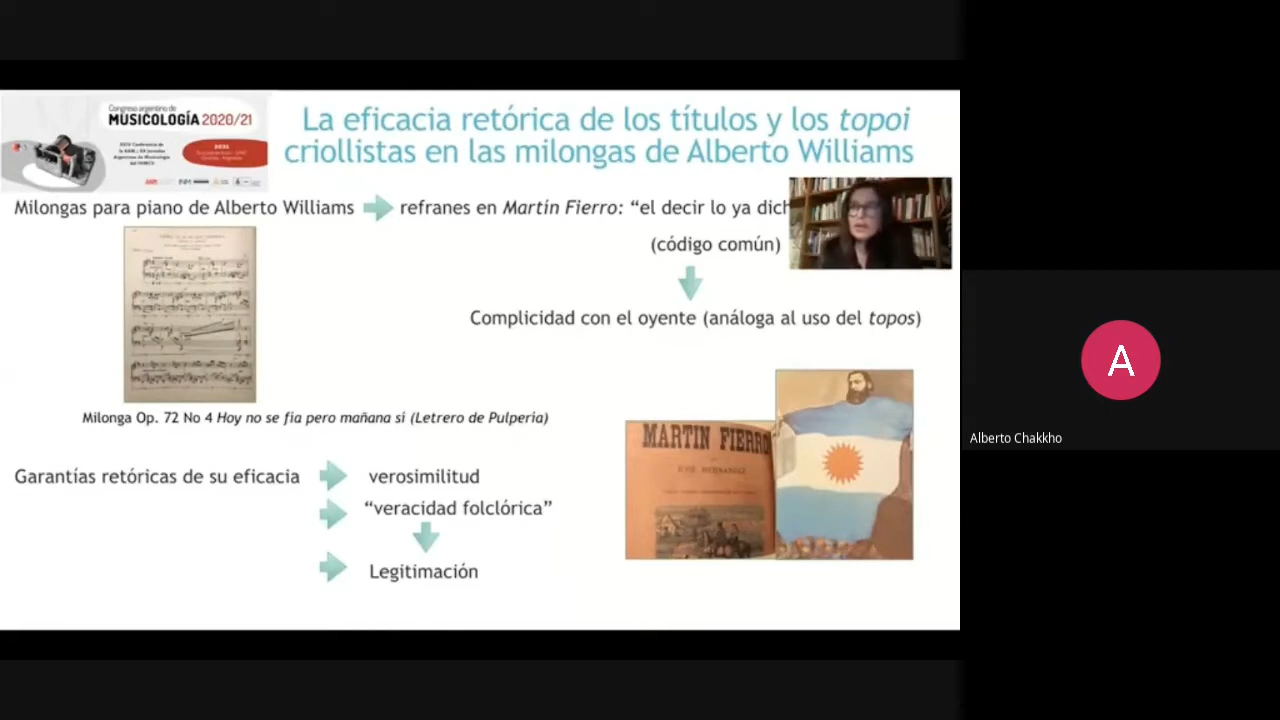 Congreso argentino de
MUSICOLOGÍA 2020/21
La eficacia retórica de los títulos y los topoi
criollistas en las milongas de Alberto Williams
Milongas para piano de Alberto Williams refranes en Martín Fierro: “el decir lo ya dich
(código común)
Complicidad con el oyente (análoga al uso del topos)
Milonga Op. 72 No 4 Hoy no se fia pero mañana si (Letrero de Pulpería)
MARTIN FIERRO
JOSÉ HERNANDEZ
Garantías retóricas de su eficacia verosimilitud
“veracidad folclórica”
Legitimación
A
Alberto Chakkho